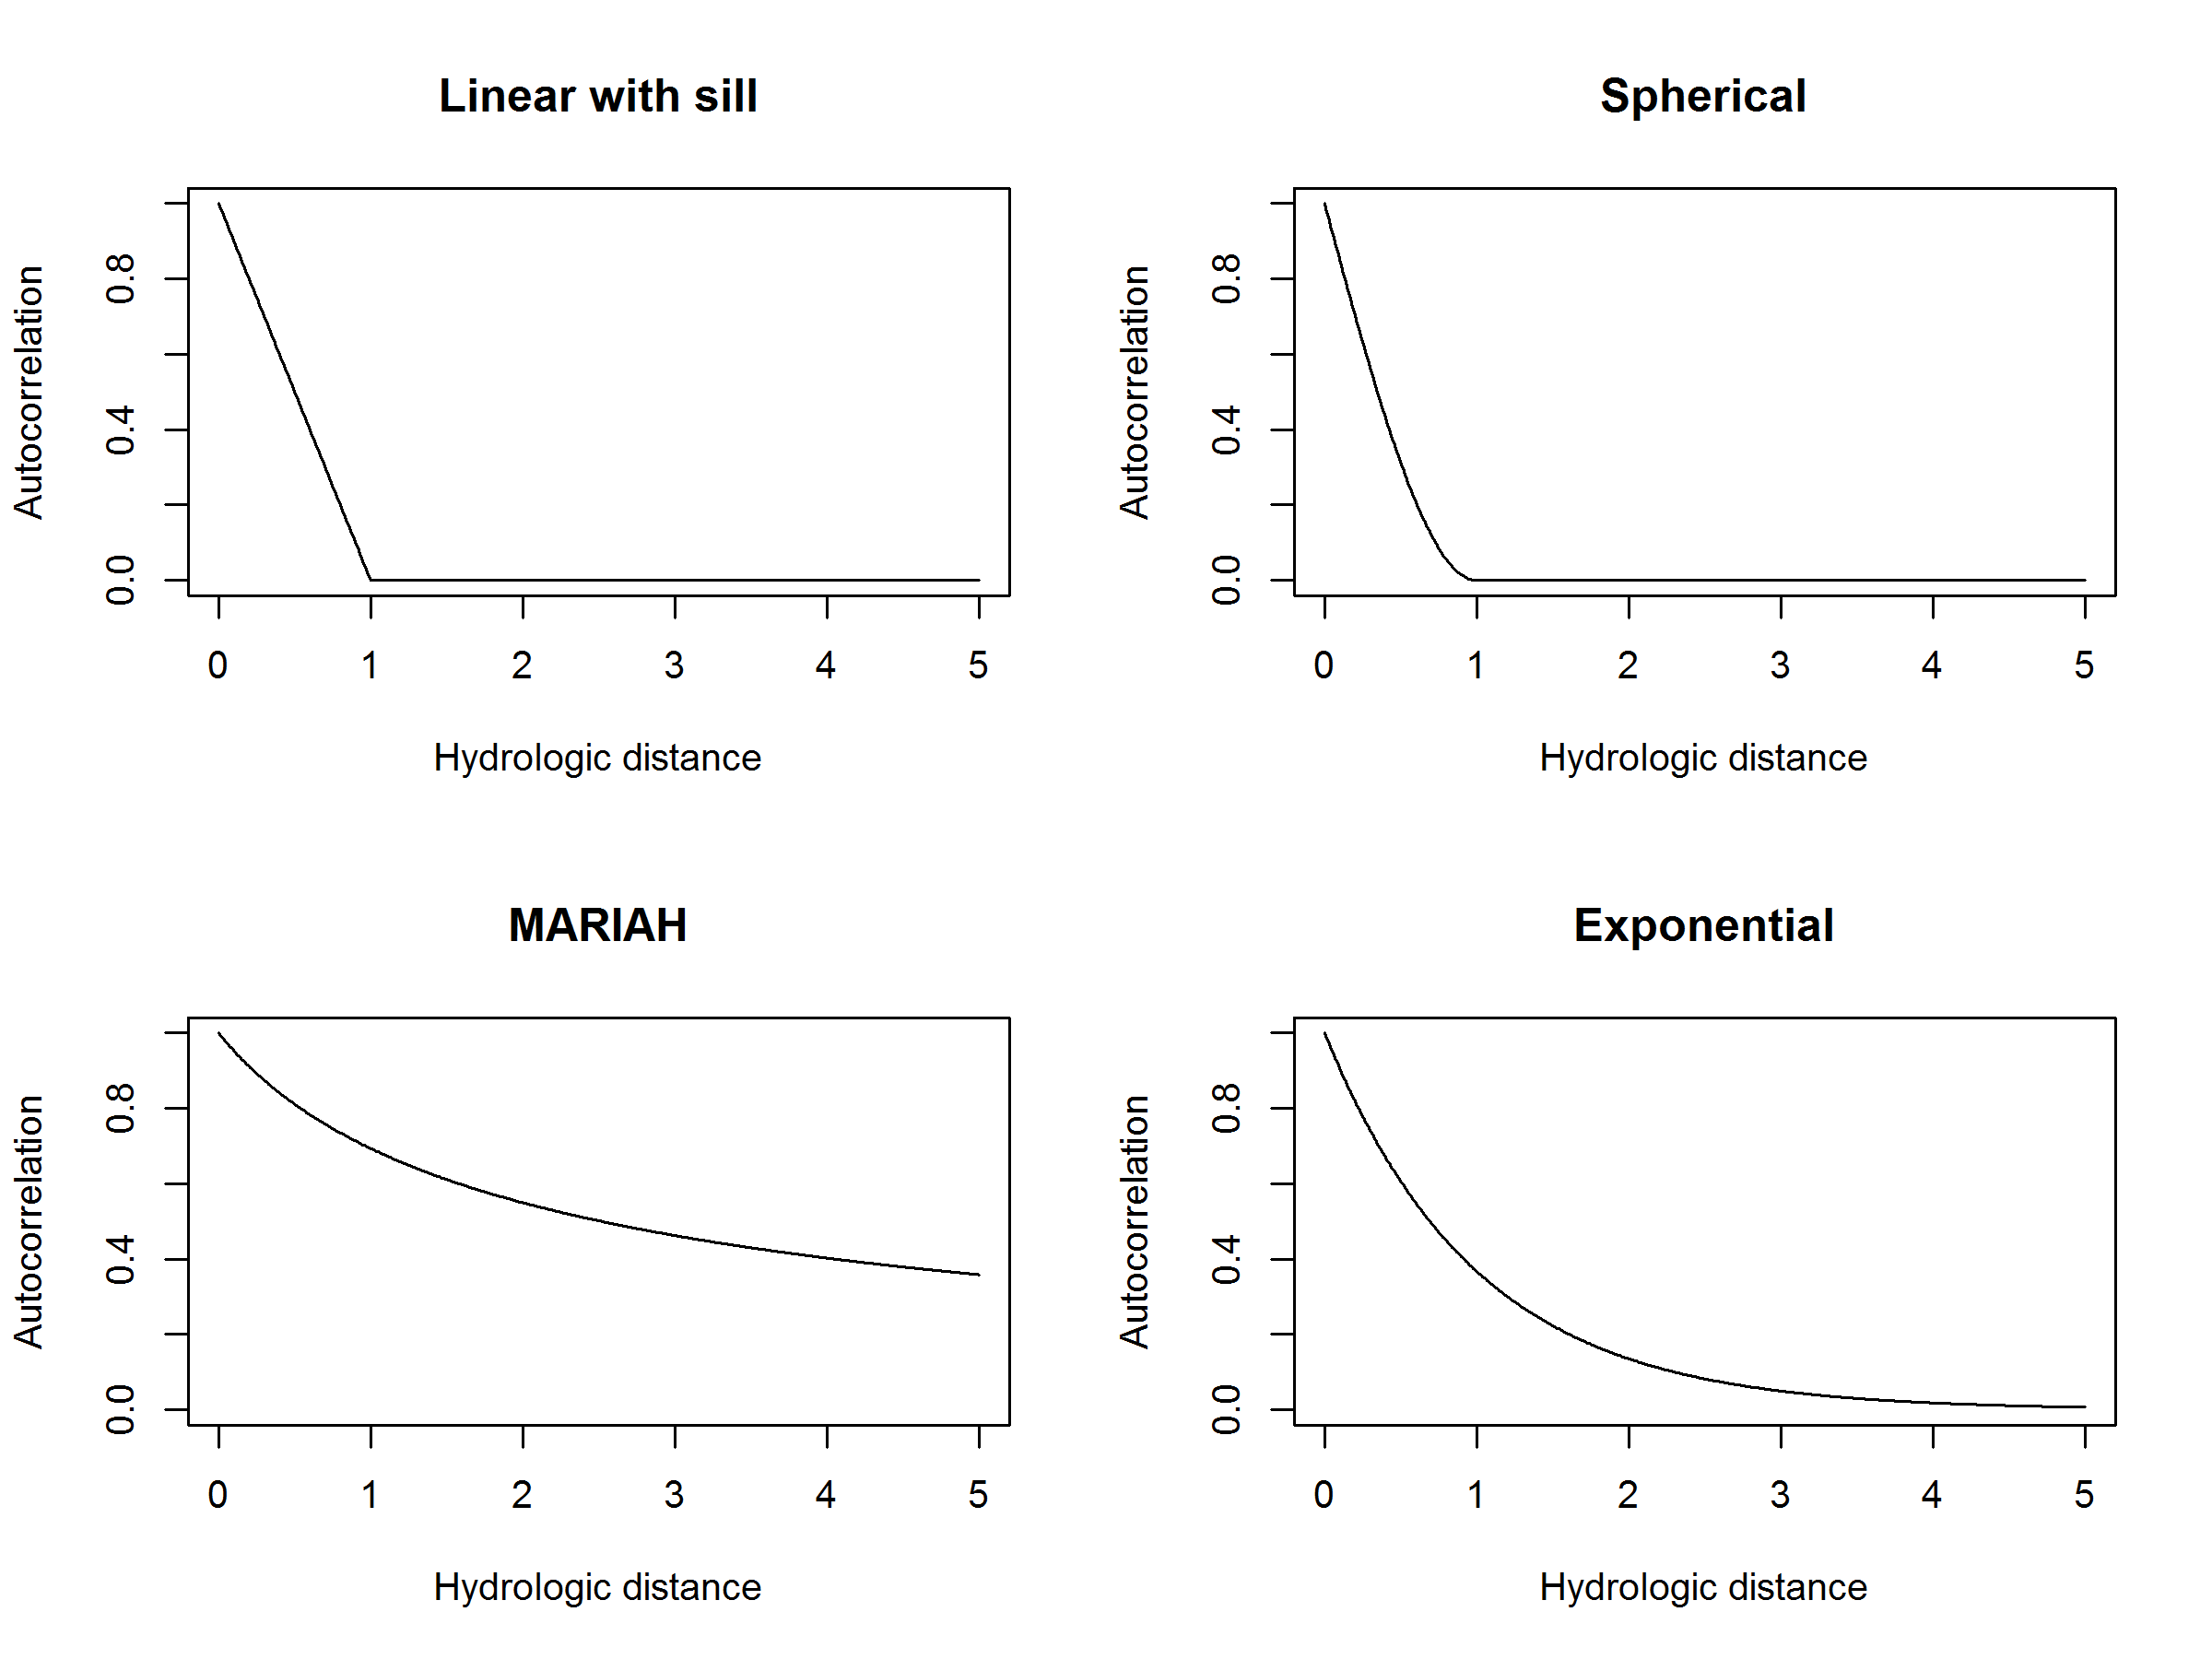 Linear with sill
Autocorrelation
0.8
0.4
0.0
0 1 2 3 4 5
Hydrologic distance
Spherical
Autocorrelation
0.8
0.4
0.0
0 1 2 3 4 5
Hydrologic distance
MARIAH
Autocorrelation
0.8
0.4
0.0
0 1 2 3 4 5
Hydrologic distance
Exponential
Autocorrelation
0.8
0.4
0.0
0 1 2 3 4 5
Hydrologic distance